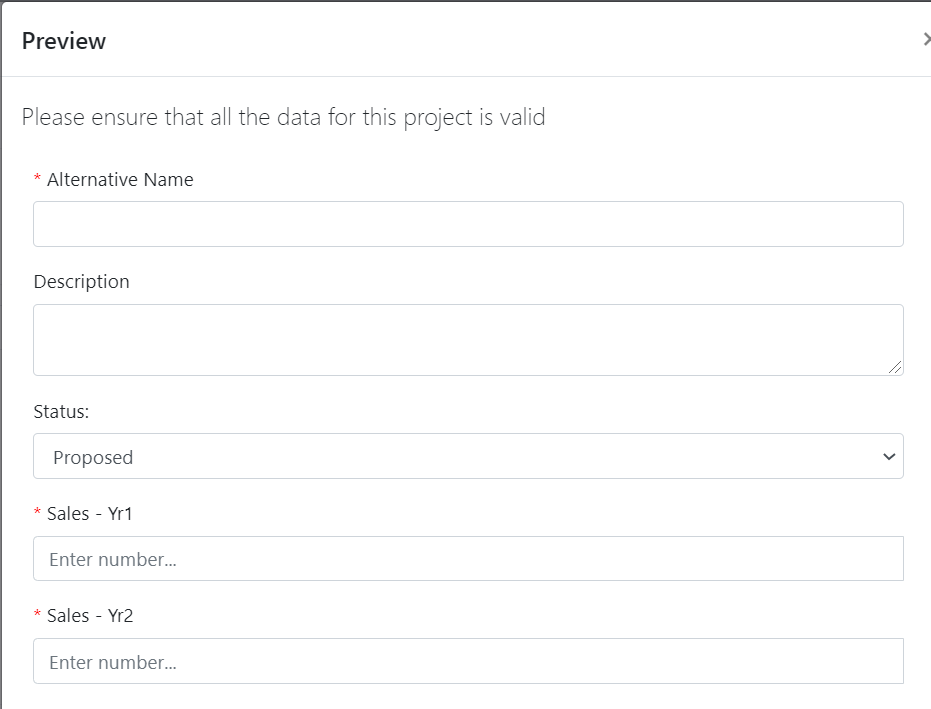 Preview
Please ensure that all the data for this project is valid
* Alternative Name
Description
Status:
Proposed
* Sales - Yr1
Enter number...
* Sales - Yr2
Enter number...